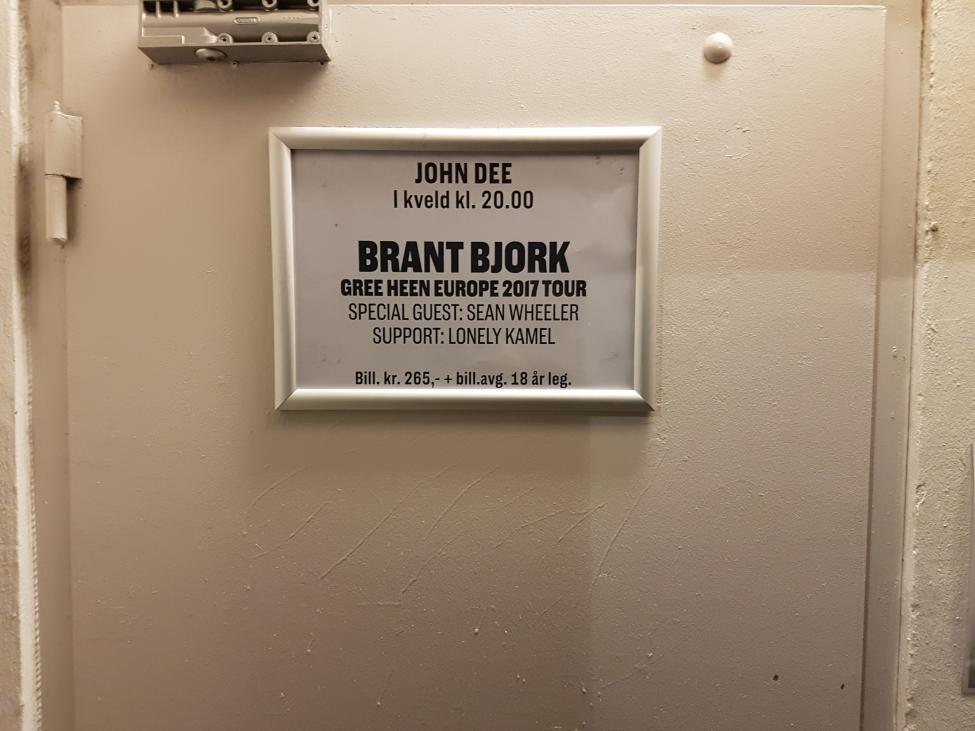 JOHN DEE
I kveld kl. 20.00
BRANT BJORK
GREE HEEN EUROPE 2017 TOUR
SPECIAL GUEST: SEAN WHEELER
SUPPORT: LONELY KAMEL
Bill. kr. 265,- + bill.avg. 18 år leg.